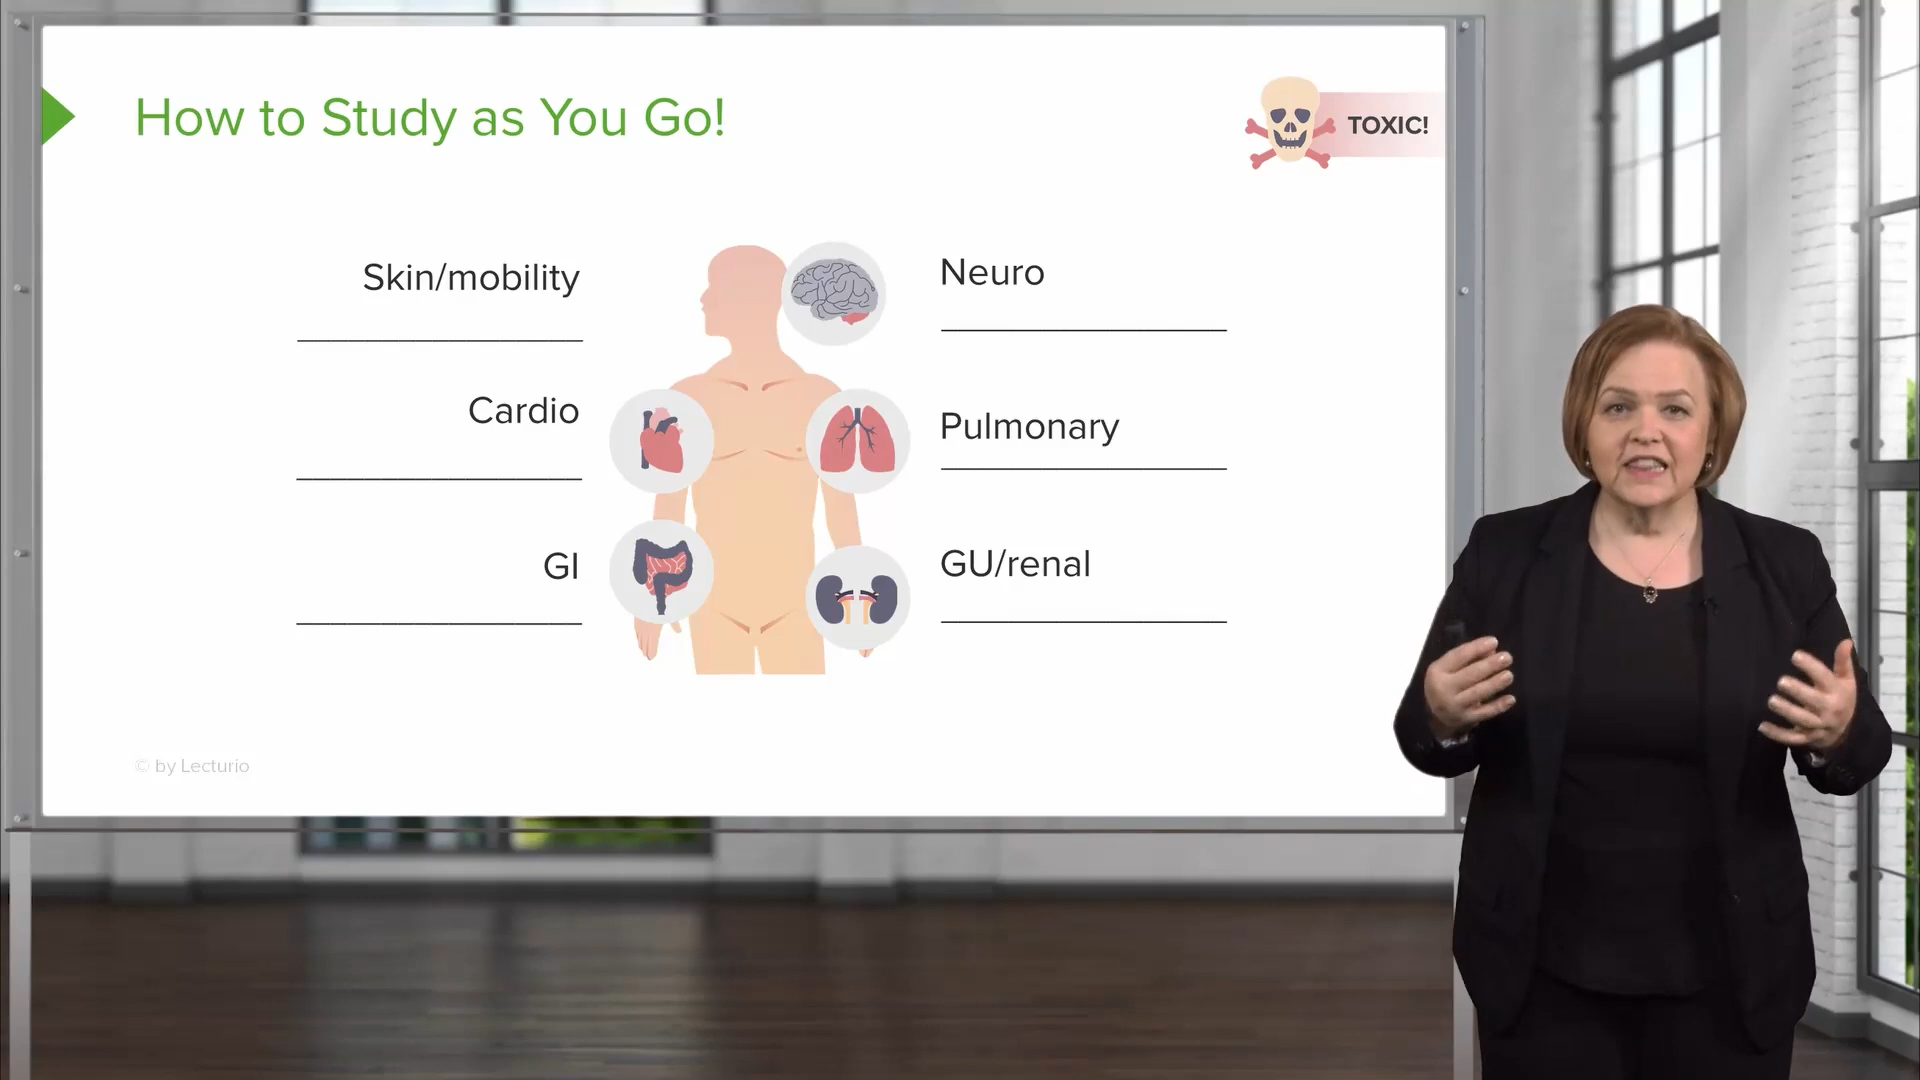 How to Study as You Go!
TOXIC!
Skin/mobility
Neuro
Cardio
Pulmonary
GI
GU/renal
© by Lecturio